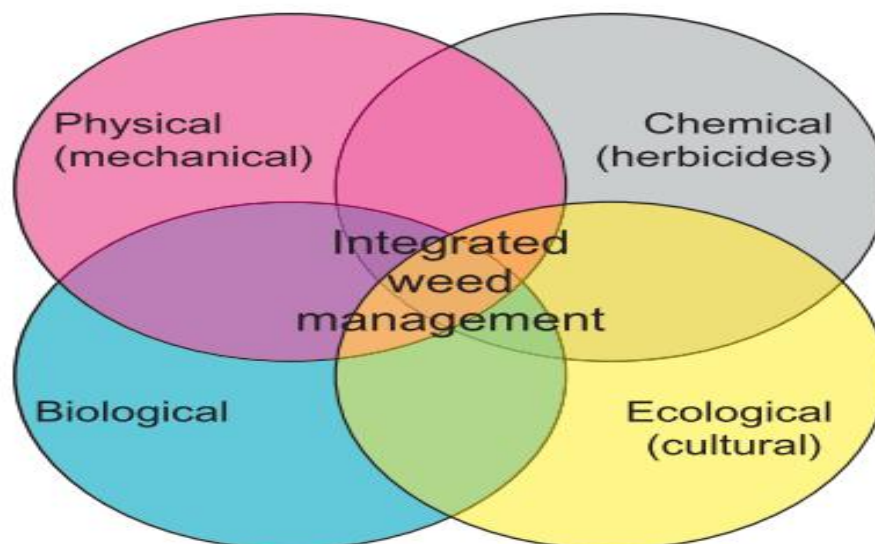 Physical
(mechanical)
Chemical
(herbicides)
Integrated
weed
management
Biological
Ecological
(cultural)